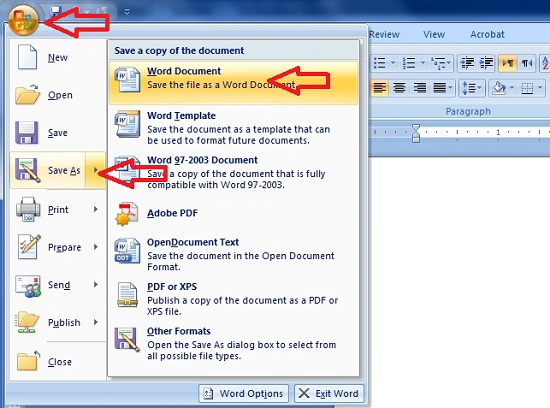 Review
View
Acrobat
Paragraph
1
New
Open
Save
Save As
Print
Prepare
Send
Publish
Close
Save a copy of the document
Word Document
Save the file as a Word Document.
Word Template
Save the document as a template that can
be used to format future documents.
Word 97-2003 Document
Save a copy of the document that is fully
compatible with Word 97-2003.
Adobe PDF
OpenDocument Text
Save the document in the Open Document
Format.
PDF or XPS
Publish a copy of the document as a PDF or
XPS file.
Other Formats
Open the Save As dialog box to select from
all possible file types.
Word Options
Exit Word